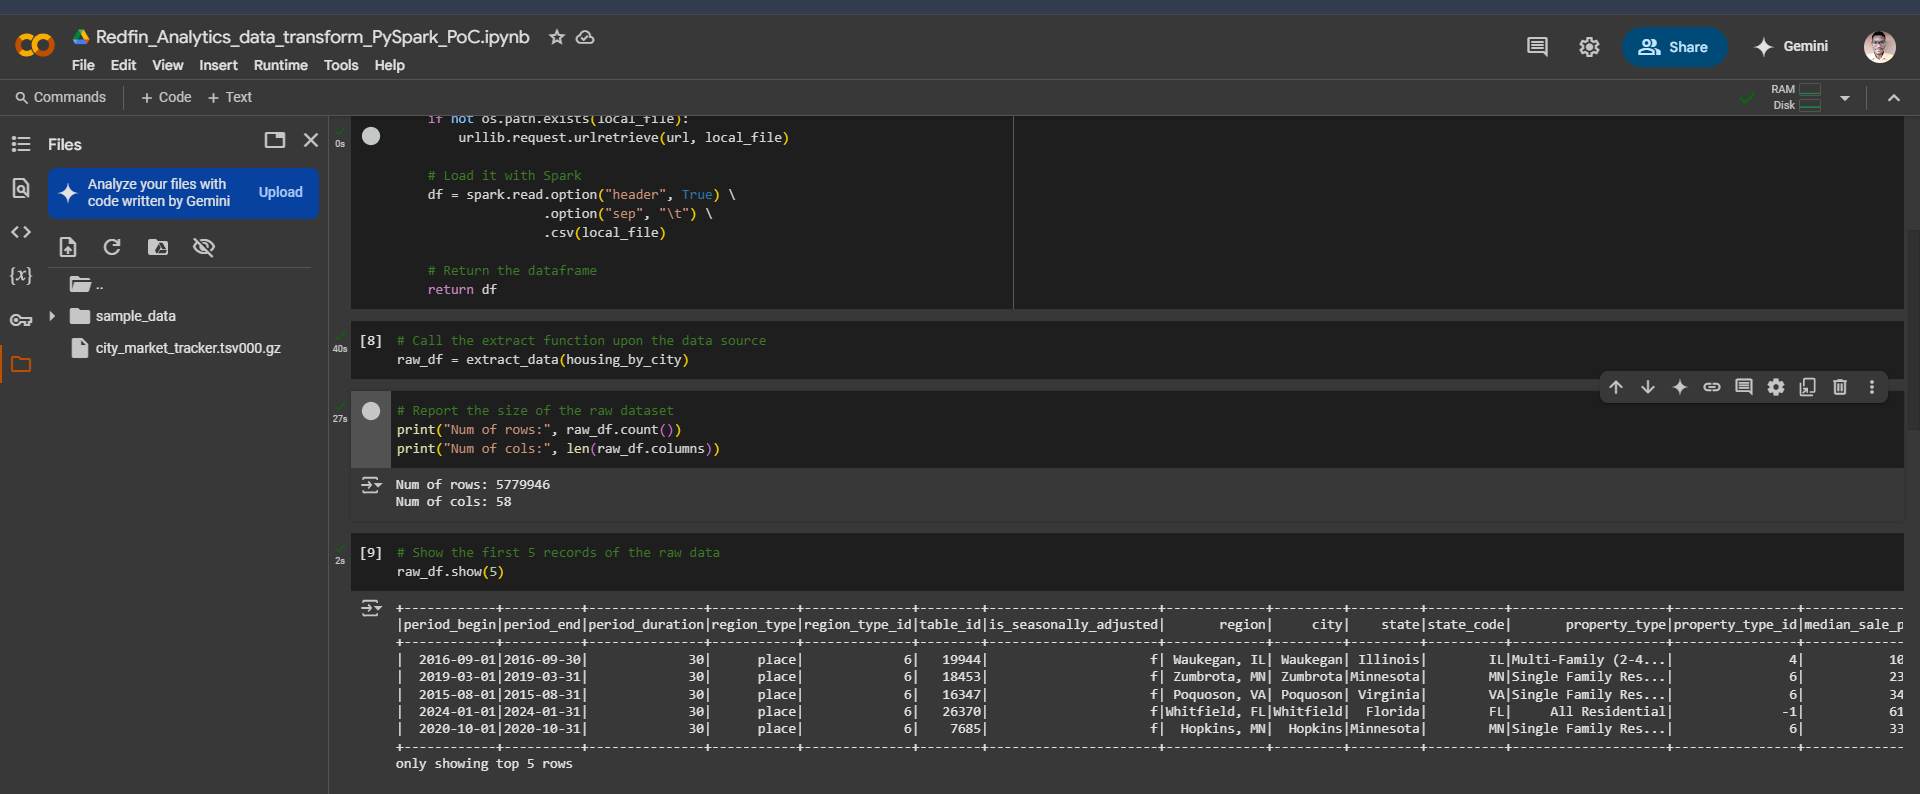 Redfin_Analytics_data_transform_PySpark_PoC.ipynb
File Edit View Insert Runtime Tools Help
Share
Gemini
Commands + Code + Text
RAM
Disk
Files
Analyze your files with
code written by Gemini
Upload
..
sample_data
city_market_tracker.tsv000.gz
{x}
0s
if not os.path.exists(local_file):
urllib.request.urlretrieve(url, local_file)
# Load it with Spark
df = spark.read.option("header", True) \
.option("sep", "\t") \
.csv(local_file)
# Return the dataframe
return df
40s
[8] # Call the extract function upon the data source
raw_df = extract_data(housing_by_city)
27s
# Report the size of the raw dataset
print("Num of rows:", raw_df.count())
print("Num of cols:", len(raw_df.columns))
Num of rows: 5779946
Num of cols: 58
2s
[9] # Show the first 5 records of the raw data
raw_df.show(5)
+------------+----------+---------------+-----------+--------------+--------+----------------------+-------------+---------+---------+----------+--------------------+----------------+-------------
|period_begin|period_end|period_duration|region_type|region_type_id|table_id|is_seasonally_adjusted|       region|     city|    state|state_code|       property_type|property_type_id|median_sale_p
+------------+----------+---------------+-----------+--------------+--------+----------------------+-------------+---------+---------+----------+--------------------+----------------+-------------
|  2016-09-01|2016-09-30|             30|      place|             6|   19944|                     f| Waukegan, IL| Waukegan| Illinois|        IL|Multi-Family (2-4...|               4|           10
|  2019-03-01|2019-03-31|             30|      place|             6|   18453|                     f| Zumbrota, MN| Zumbrota|Minnesota|        MN|Single Family Res...|               6|           23
|  2015-08-01|2015-08-31|             30|      place|             6|   16347|                     f| Poquoson, VA| Poquoson| Virginia|        VA|Single Family Res...|               6|           34
|  2024-01-01|2024-01-31|             30|      place|             6|   26370|                     f|Whitfield, FL|Whitfield|  Florida|        FL|     All Residential|              -1|           61
|  2020-10-01|2020-10-31|             30|      place|             6|    7685|                     f|  Hopkins, MN|  Hopkins|Minnesota|        MN|Single Family Res...|               6|           33
+------------+----------+---------------+-----------+--------------+--------+----------------------+-------------+---------+---------+----------+--------------------+----------------+-------------
only showing top 5 rows